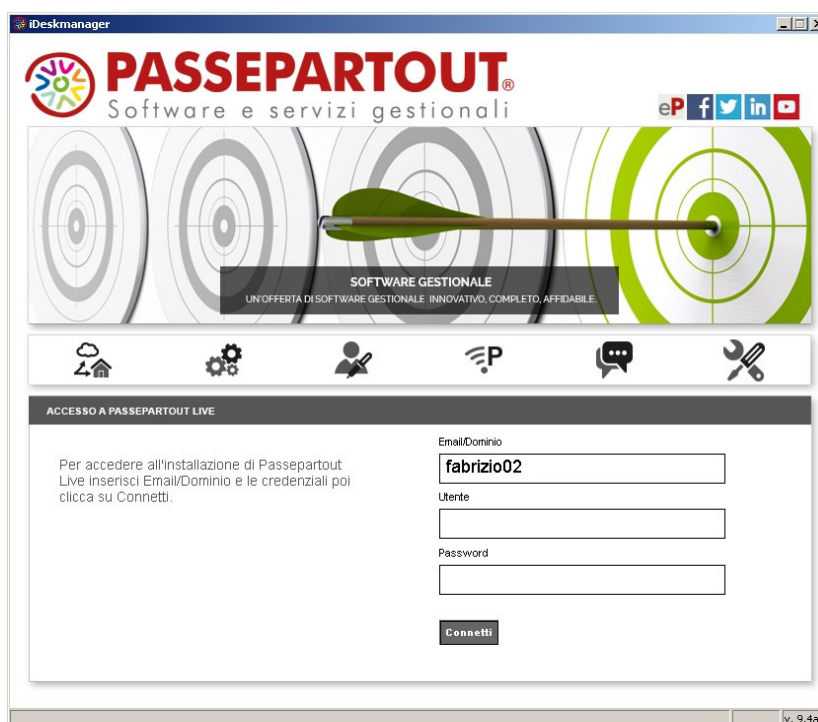 iDeskmanager
PASSEPARTOUT®
Software e servizi gestionali
eP f in
SOFTWARE GESTIONALE
UN'OFFERTA DI SOFTWARE GESTIONALE INNOVATIVO, COMPLETO, AFFIDABILE.
P
ACCESSO A PASSEPARTOUT LIVE
Per accedere all'installazione di Passepartout
Live inserisci Email/Dominio e le credenziali poi
clicca su Connetti.
Email/Dominio
fabrizio02
Utente
Password
Connetti
v. 9.4a